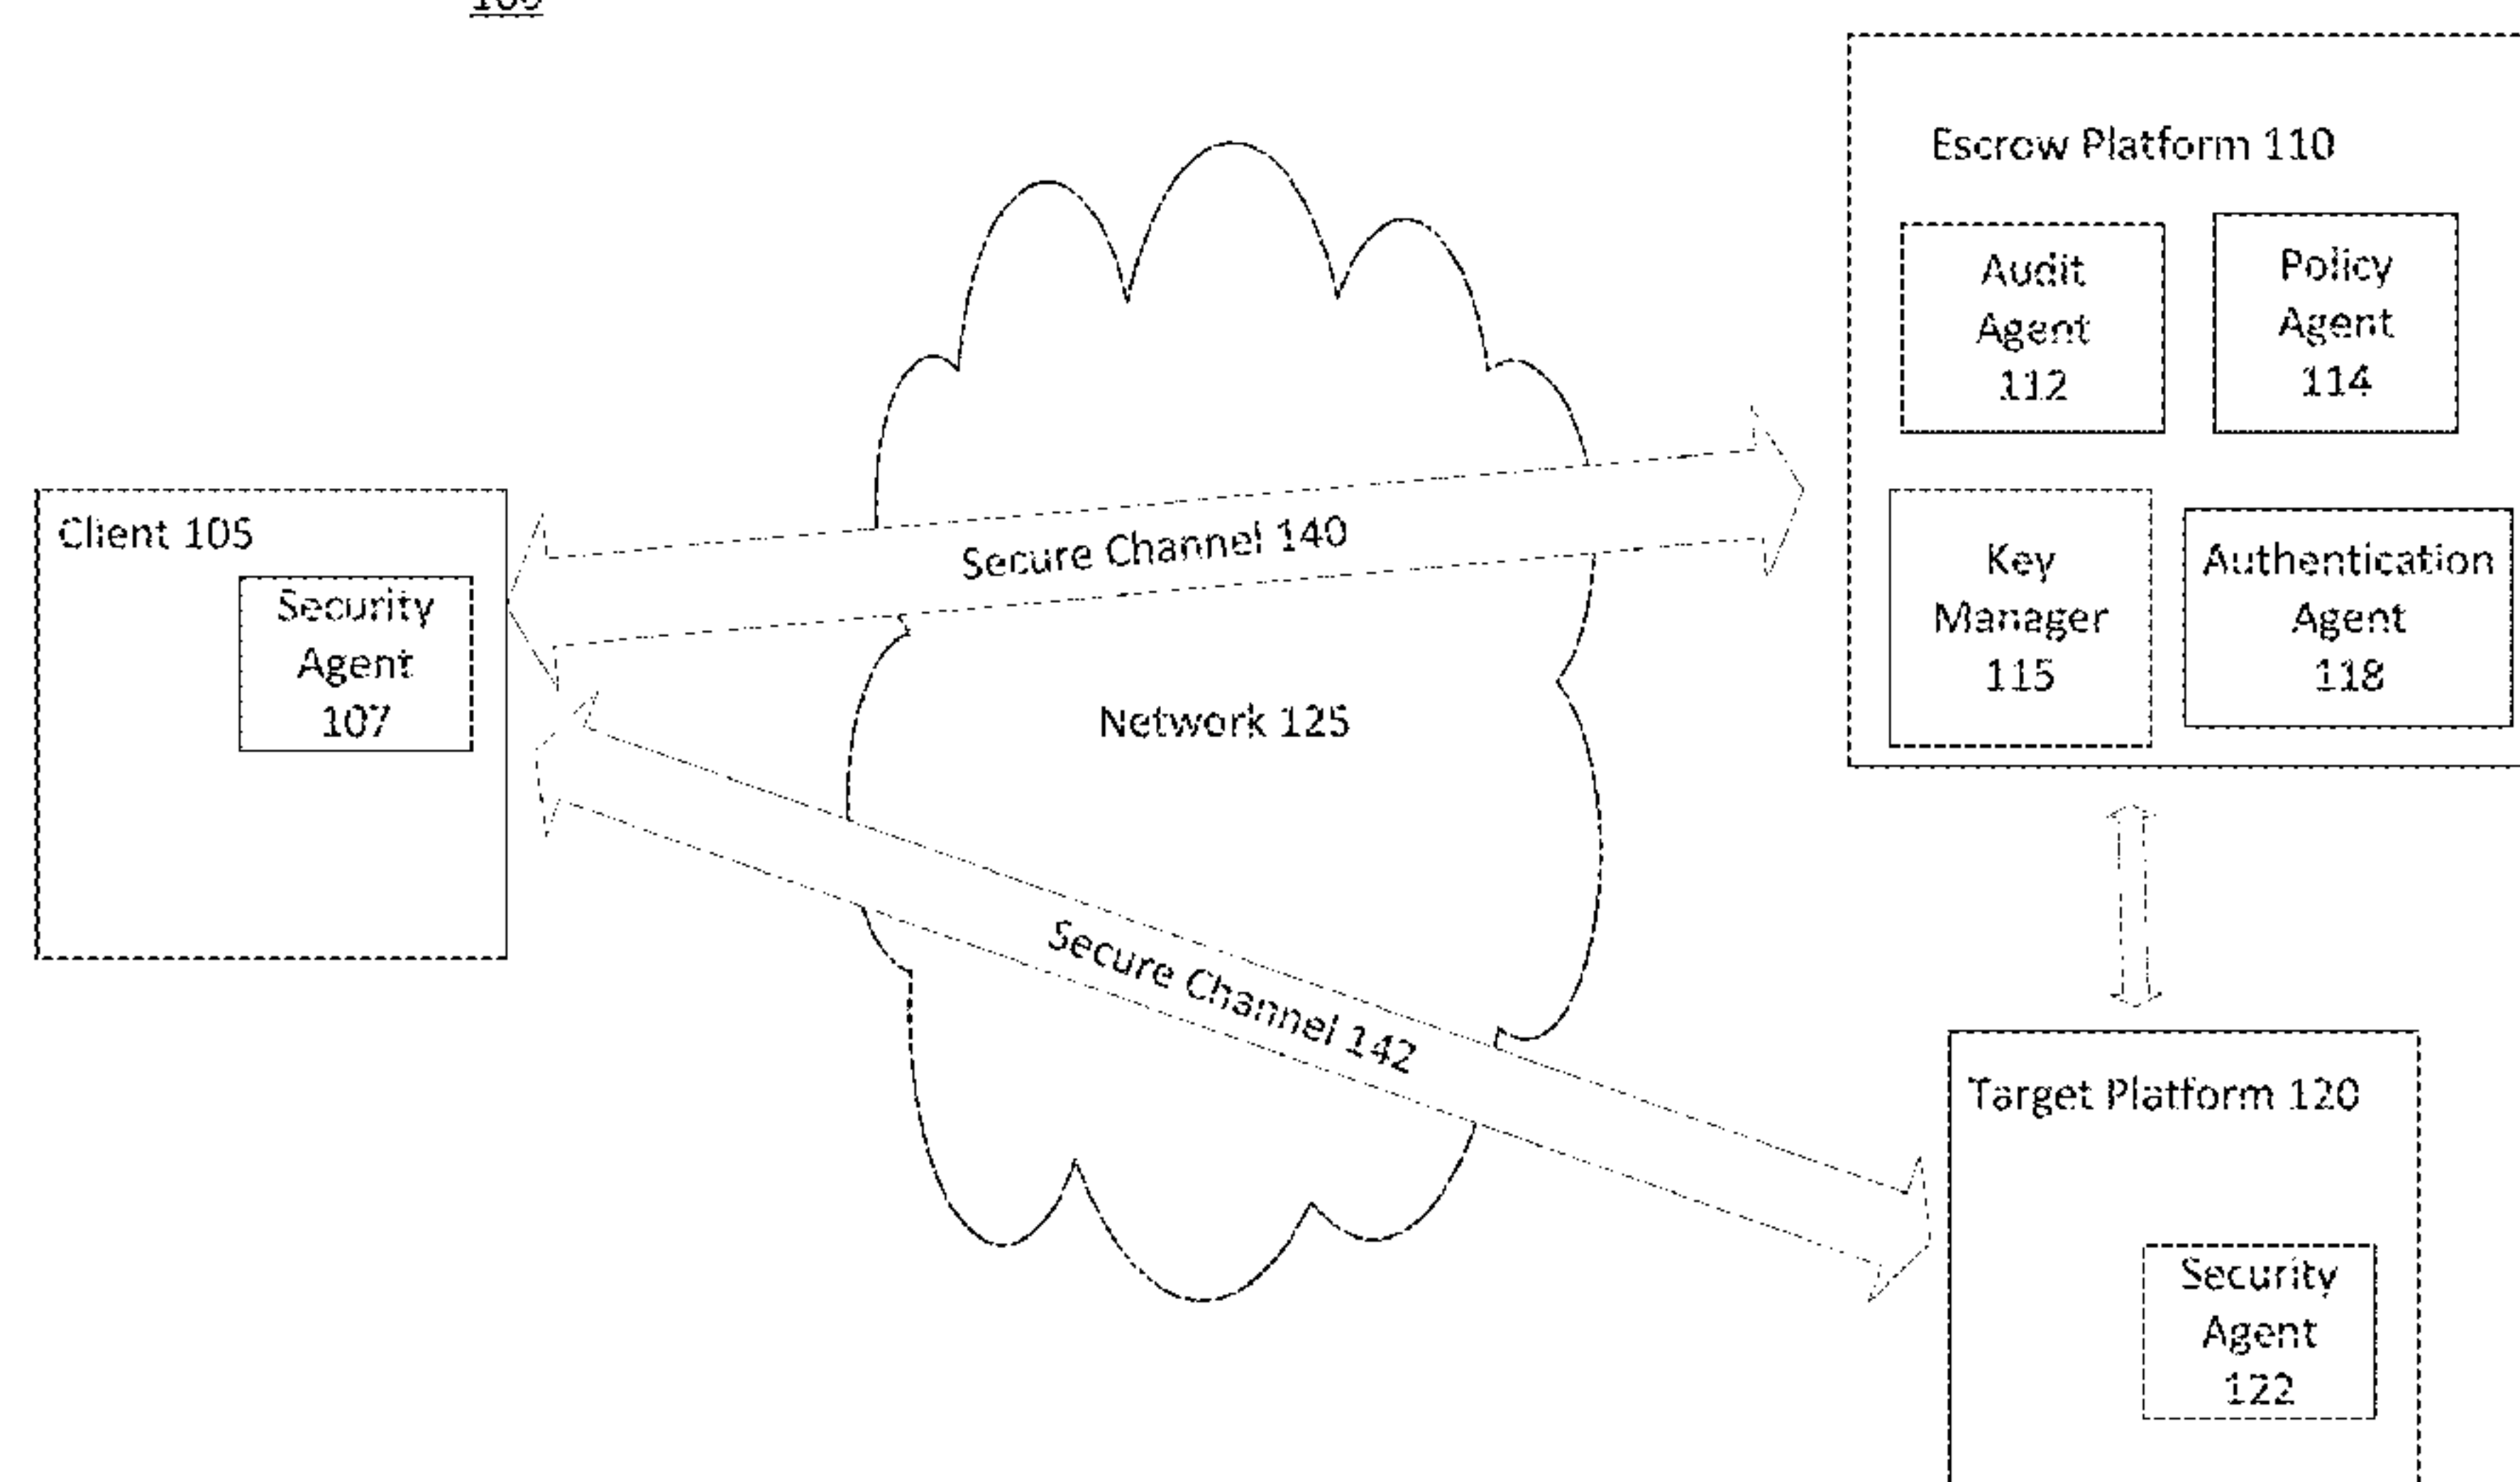 Escrow Platform 110
Audit
Agent
112
Policy
Agent
114
Client 105
Security
Agent
107
Secure Channel 140
Key
Manager
115
Authentication
Agent
118
Network 125
Secure Channel 142
Target Platform 120
Security
Agent
122